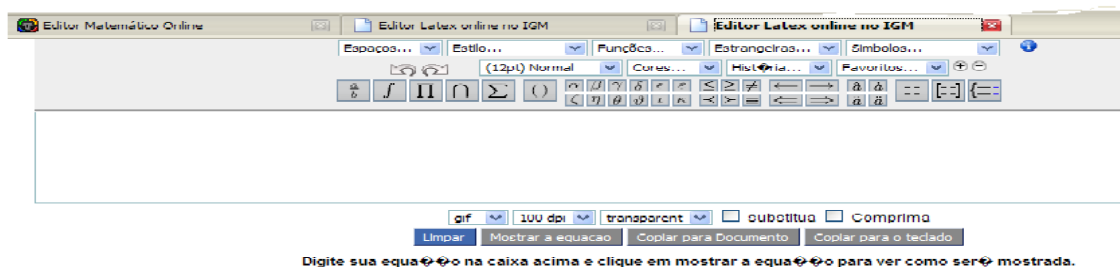 Editor Matemático Online Editor Latex online no IGM Editor Latex online no IGM
Espaços... Estilo... Funções... Estrangeiras... Simbolos...
(12pt) Normal Cores... Hist�ria... Favoritos...
a/b ∫ Π ∩ Σ () α β γ δ ε ≤ ≥ ≠ ← → à á
ζ η θ ϑ ι κ ≺ ≻ ≡ ⇐ ⇒ ä
gif 100 dpi transparent substitua Comprima
Limpar Mostrar a equacao Copiar para Documento Copiar para o teclado
Digite sua equa��o na caixa acima e clique em mostrar a equa��o para ver como ser� mostrada.